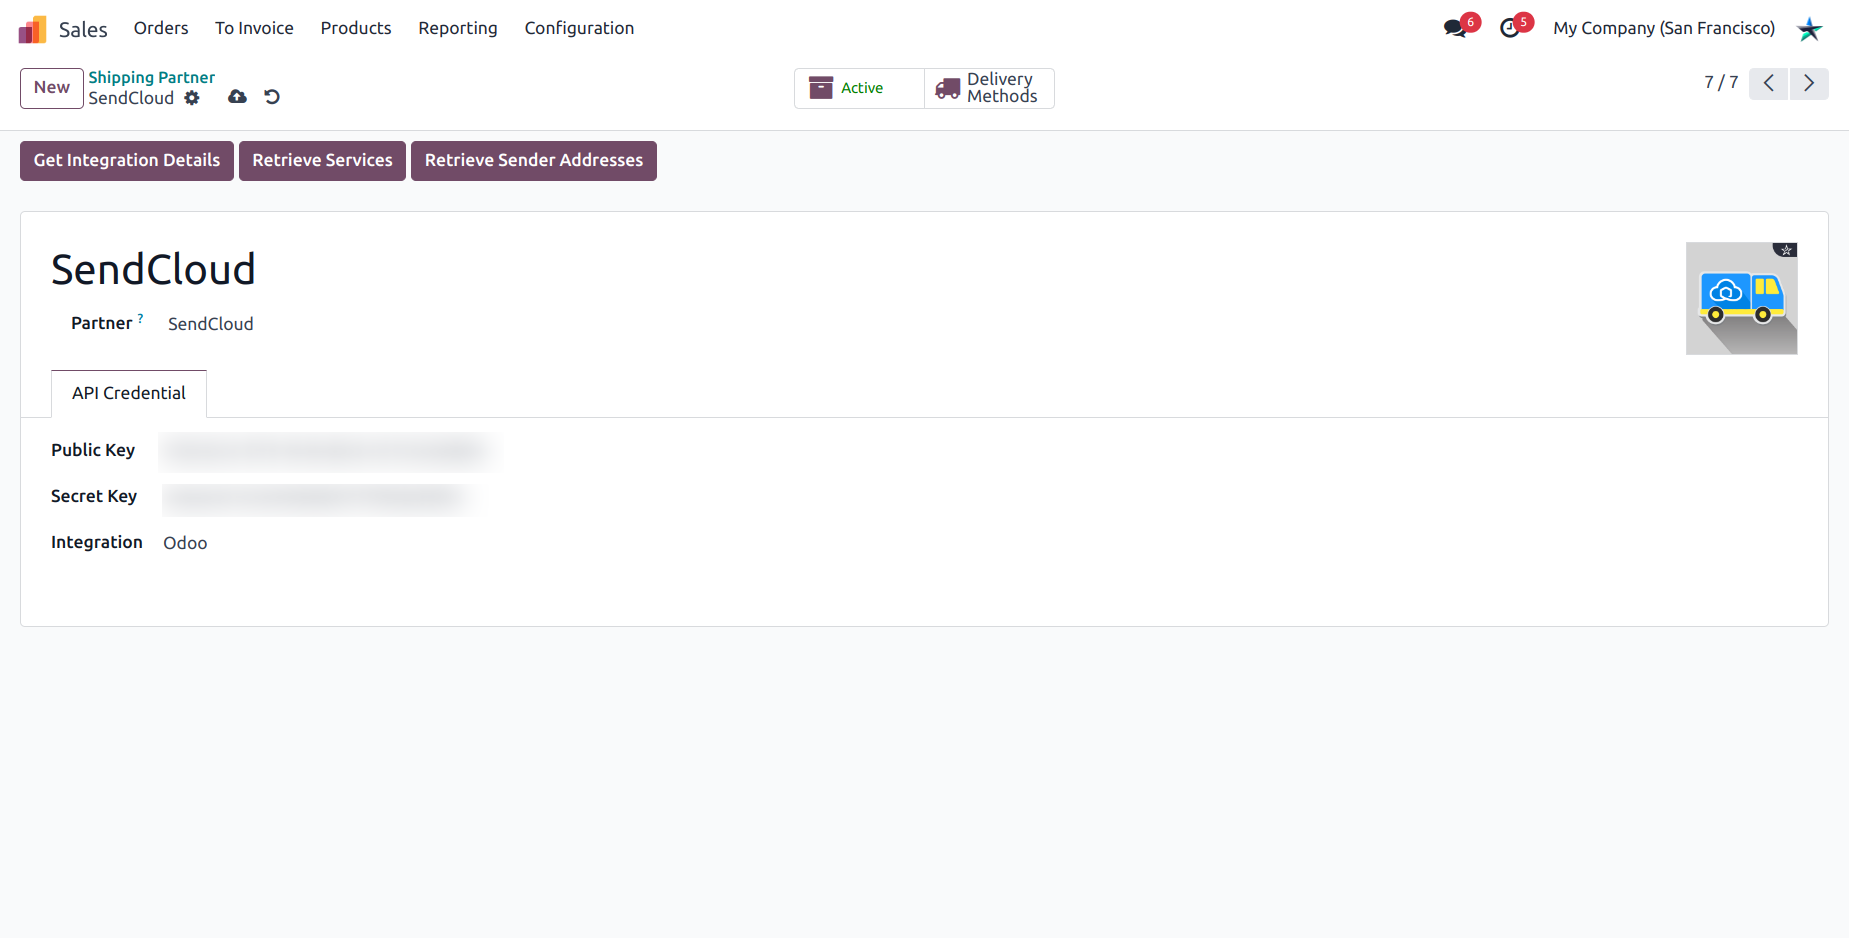 Sales Orders To Invoice Products Reporting Configuration 6 5 My Company (San Francisco)
New Shipping Partner
SendCloud
Active
Delivery
Methods
7 / 7
Get Integration Details Retrieve Services Retrieve Sender Addresses
SendCloud
Partner ? SendCloud
API Credential
Public Key
Secret Key
Integration Odoo